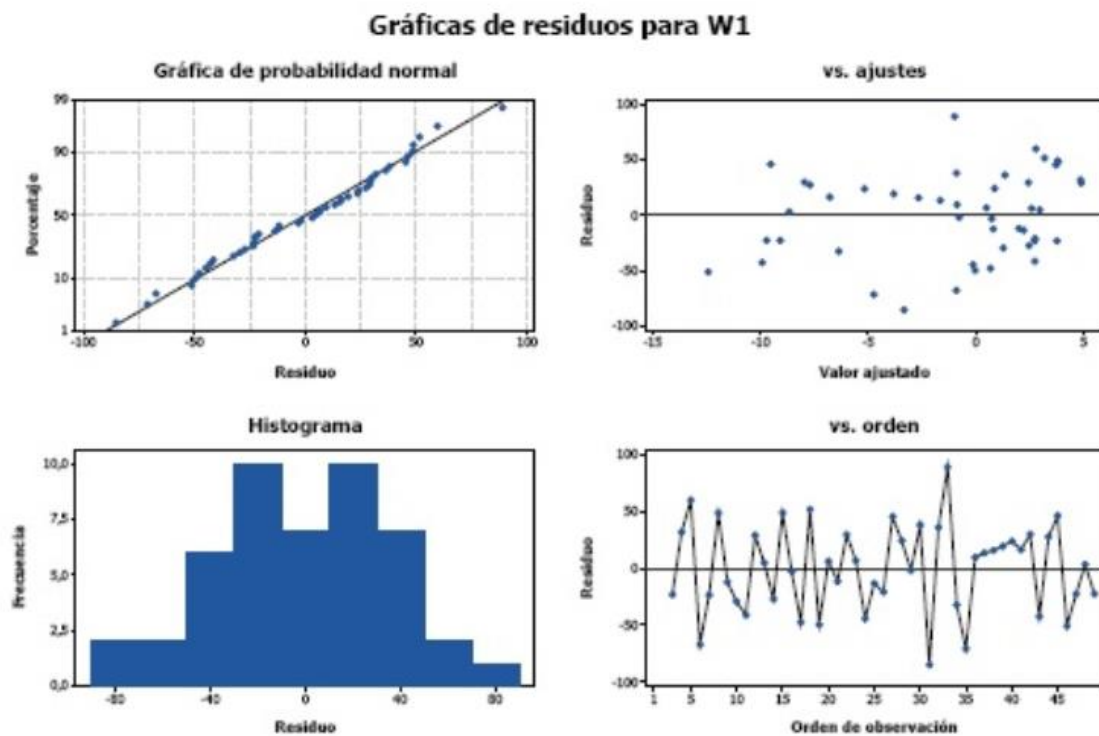 Gráficas de residuos para W1
Gráfica de probabilidad normal
99
90
50
10
1
Porcentaje
-100 -50 0 50 100
Residuo
vs. ajustes
100
50
0
-50
-100
Residuo
-15 -10 -5 0 5
Valor ajustado
Histograma
10,0
7,5
5,0
2,5
0,0
Frecuencia
-80 -40 0 40 80
Residuo
vs. orden
100
50
0
-50
-100
Residuo
1 5 10 15 20 25 30 35 40 45
Orden de observación